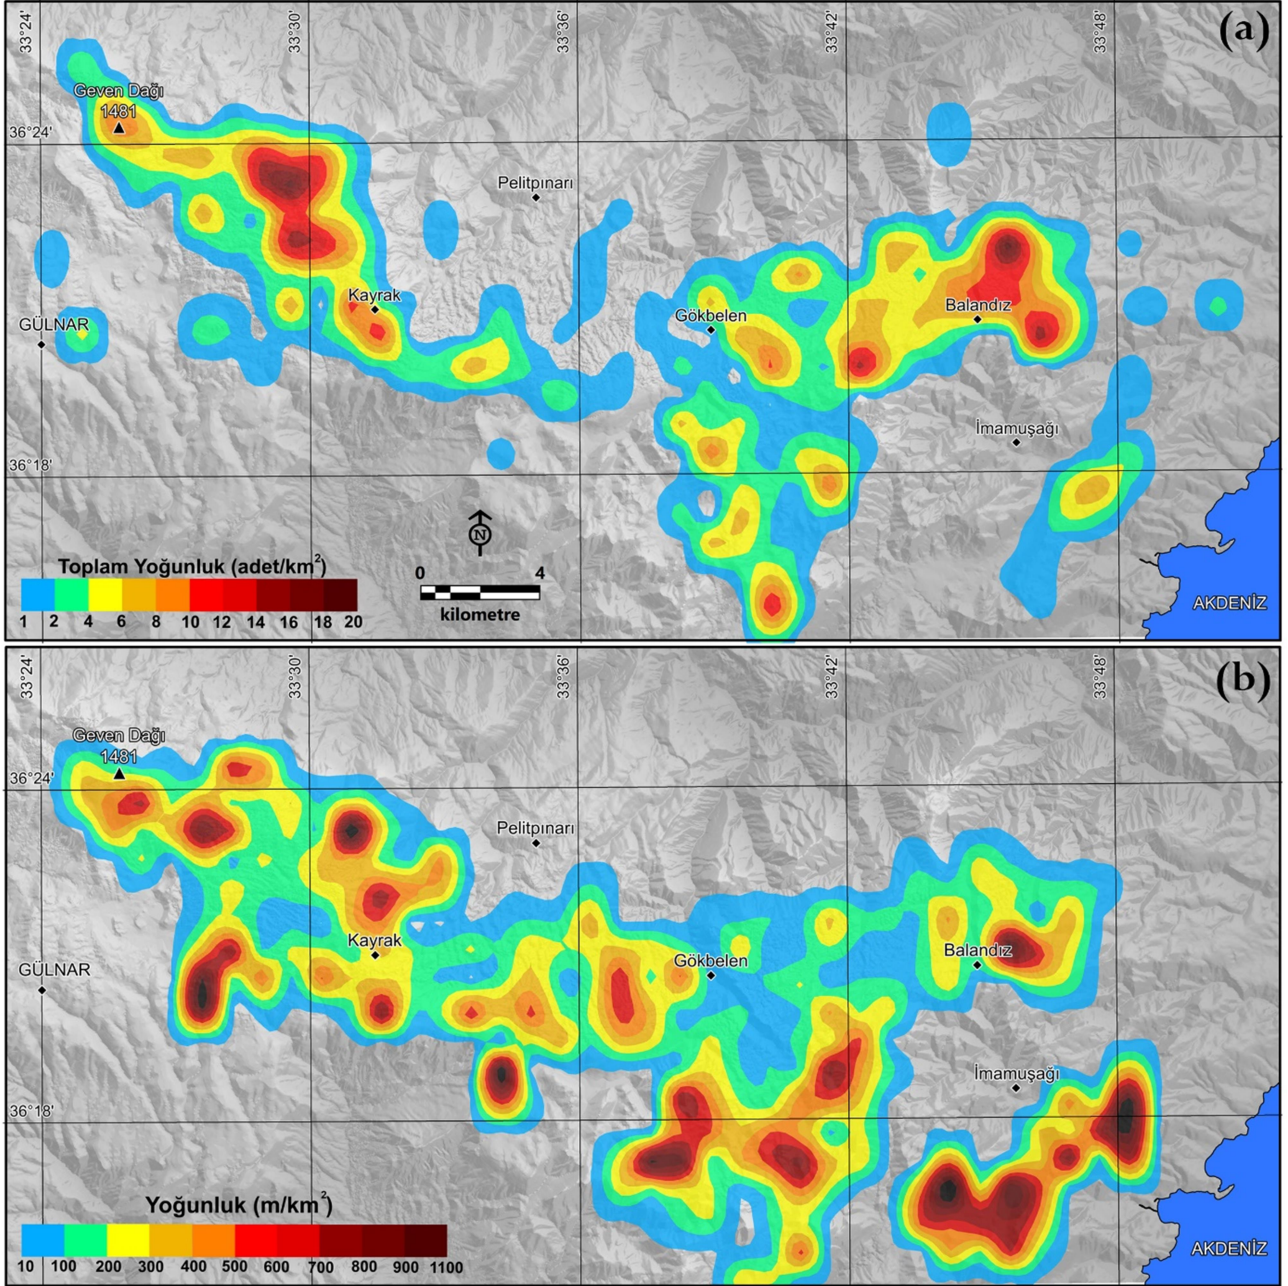 (a)
33°24'
33°30'
33°36'
33°42'
33°48'
Geven Dağı
1481
36°24'
Pelitpınarı
Kayrak
GÜLNAR
Gökbelen
Balandız
İmamuşağı
36°18'
N
Toplam Yoğunluk (adet/km²)
1 2 4 6 8 10 12 14 16 18 20
0 4
kilometre
AKDENİZ
(b)
33°24'
33°30'
33°36'
33°42'
33°48'
Geven Dağı
1481
36°24'
Pelitpınarı
Kayrak
GÜLNAR
Gökbelen
Balandız
İmamuşağı
36°18'
Yoğunluk (m/km²)
10 100 200 300 400 500 600 700 800 900 1100
AKDENİZ